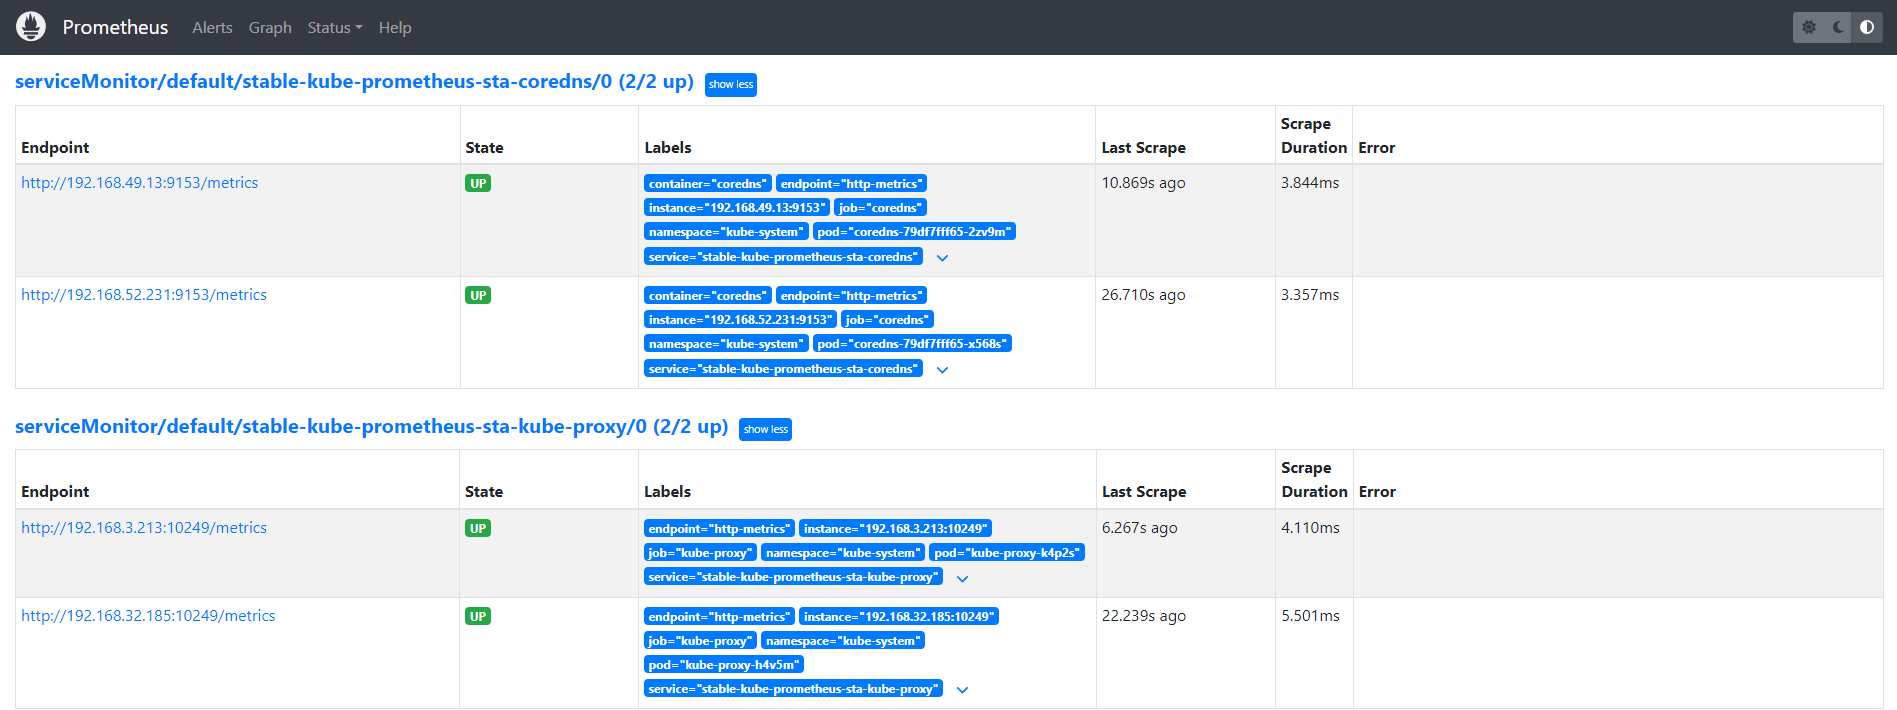 Prometheus Alerts Graph Status Help
serviceMonitor/default/stable-kube-prometheus-sta-coredns/0 (2/2 up) show less
Endpoint State Labels Last Scrape Scrape Duration Error
http://192.168.49.13:9153/metrics UP container="coredns" endpoint="http-metrics" 10.869s ago 3.844ms
instance="192.168.49.13:9153" job="coredns"
namespace="kube-system" pod="coredns-79df7fff65-2zv9m"
service="stable-kube-prometheus-sta-coredns"
http://192.168.52.231:9153/metrics UP container="coredns" endpoint="http-metrics" 26.710s ago 3.357ms
instance="192.168.52.231:9153" job="coredns"
namespace="kube-system" pod="coredns-79df7fff65-x568s"
service="stable-kube-prometheus-sta-coredns"
serviceMonitor/default/stable-kube-prometheus-sta-kube-proxy/0 (2/2 up) show less
Endpoint State Labels Last Scrape Scrape Duration Error
http://192.168.3.213:10249/metrics UP endpoint="http-metrics" instance="192.168.3.213:10249" 6.267s ago 4.110ms
job="kube-proxy" namespace="kube-system" pod="kube-proxy-k4p2s"
service="stable-kube-prometheus-sta-kube-proxy"
http://192.168.32.185:10249/metrics UP endpoint="http-metrics" instance="192.168.32.185:10249" 22.239s ago 5.501ms
job="kube-proxy" namespace="kube-system"
pod="kube-proxy-h4v5m"
service="stable-kube-prometheus-sta-kube-proxy"